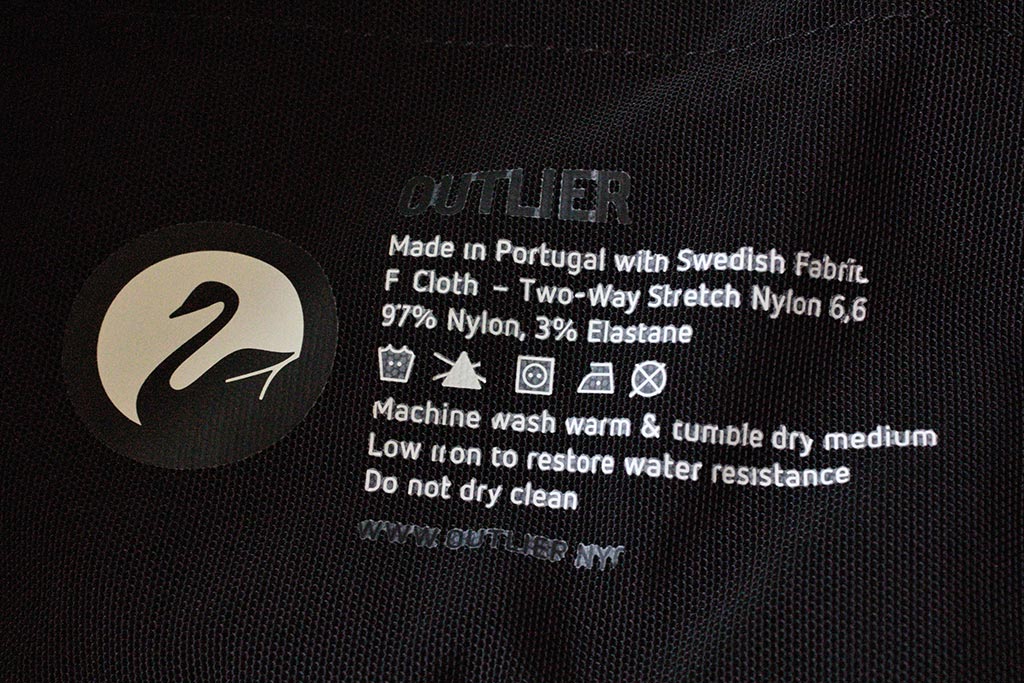 OUTLIER
Made in Portugal with Swedish Fabric
F Cloth – Two-Way Stretch Nylon 6,6
97% Nylon, 3% Elastane
Machine wash warm & tumble dry medium
Low iron to restore water resistance
Do not dry clean
WWW.OUTLIER.NYC